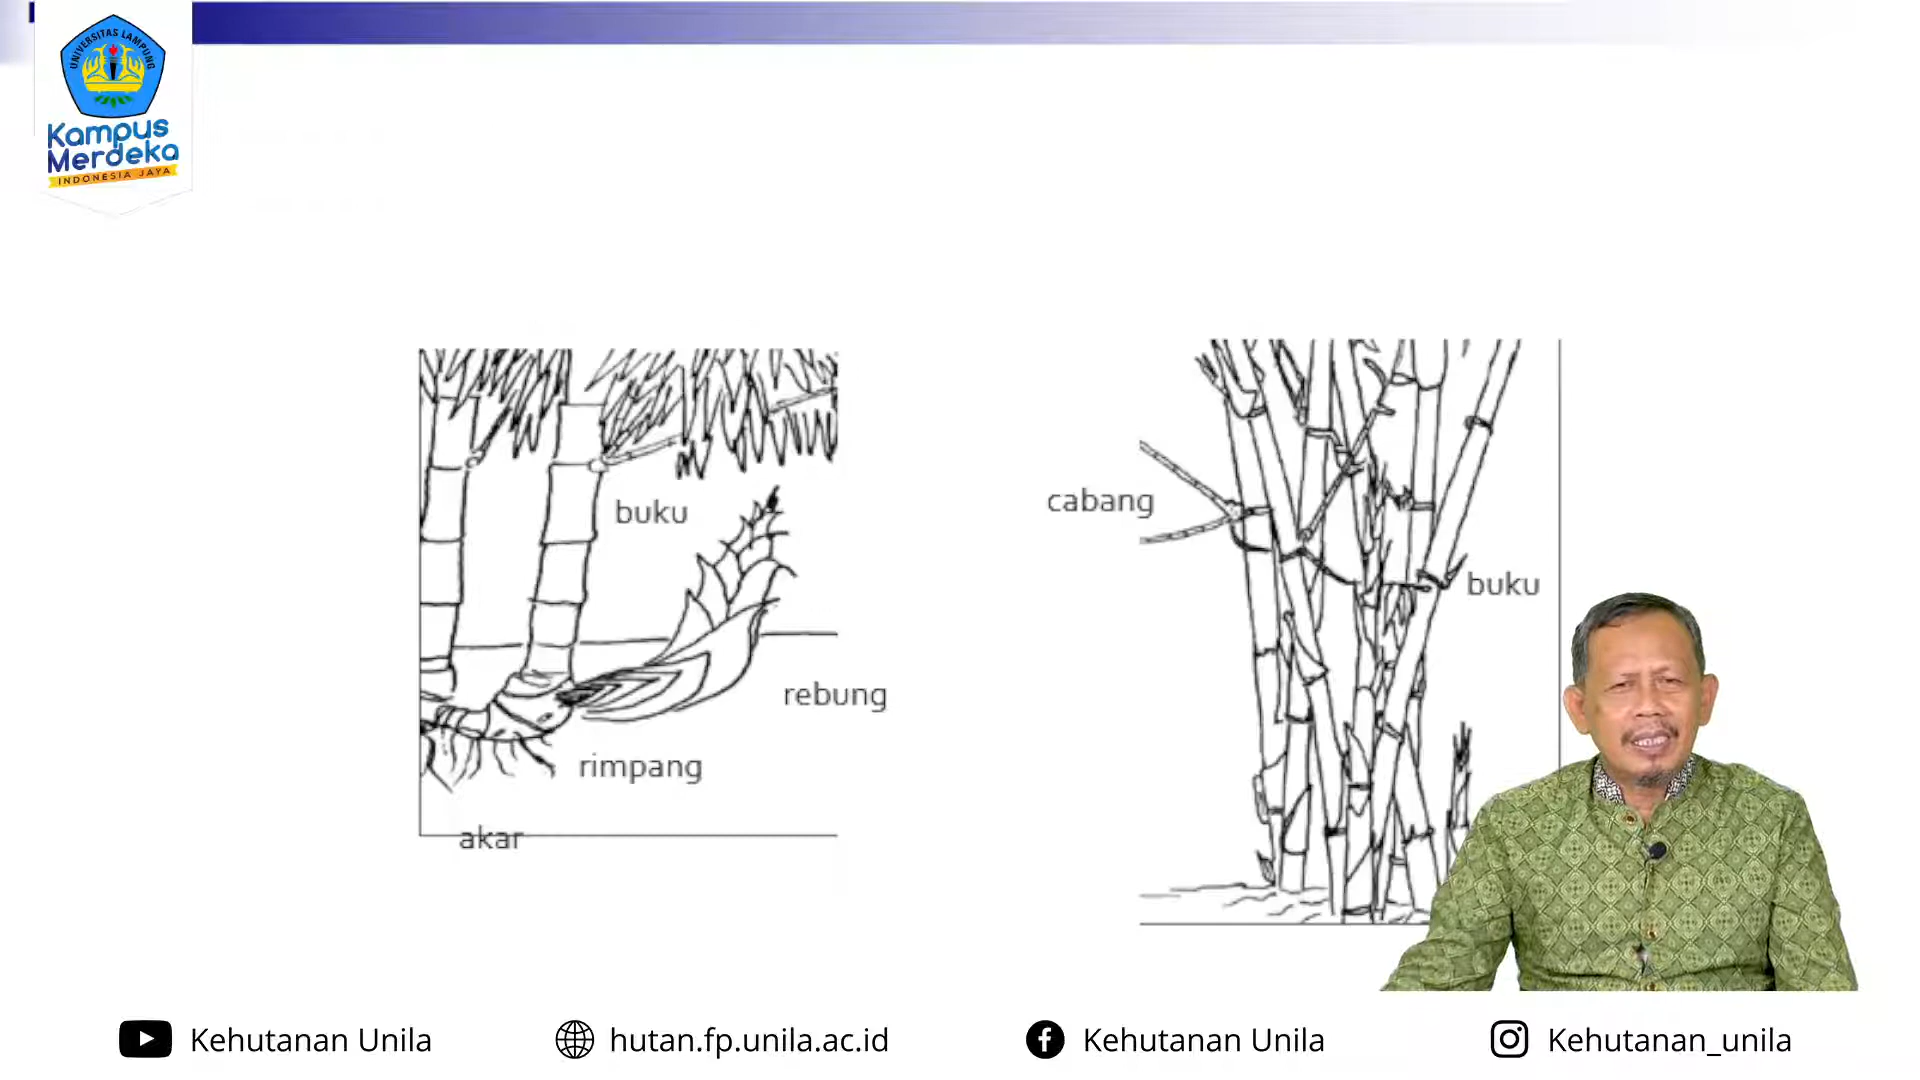 UNIVERSITAS LAMPUNG
Kampus
Merdeka
INDONESIA JAYA
buku
rebung
rimpang
akar
cabang
buku
Kehutanan Unila
hutan.fp.unila.ac.id
Kehutanan Unila
Kehutanan_unila